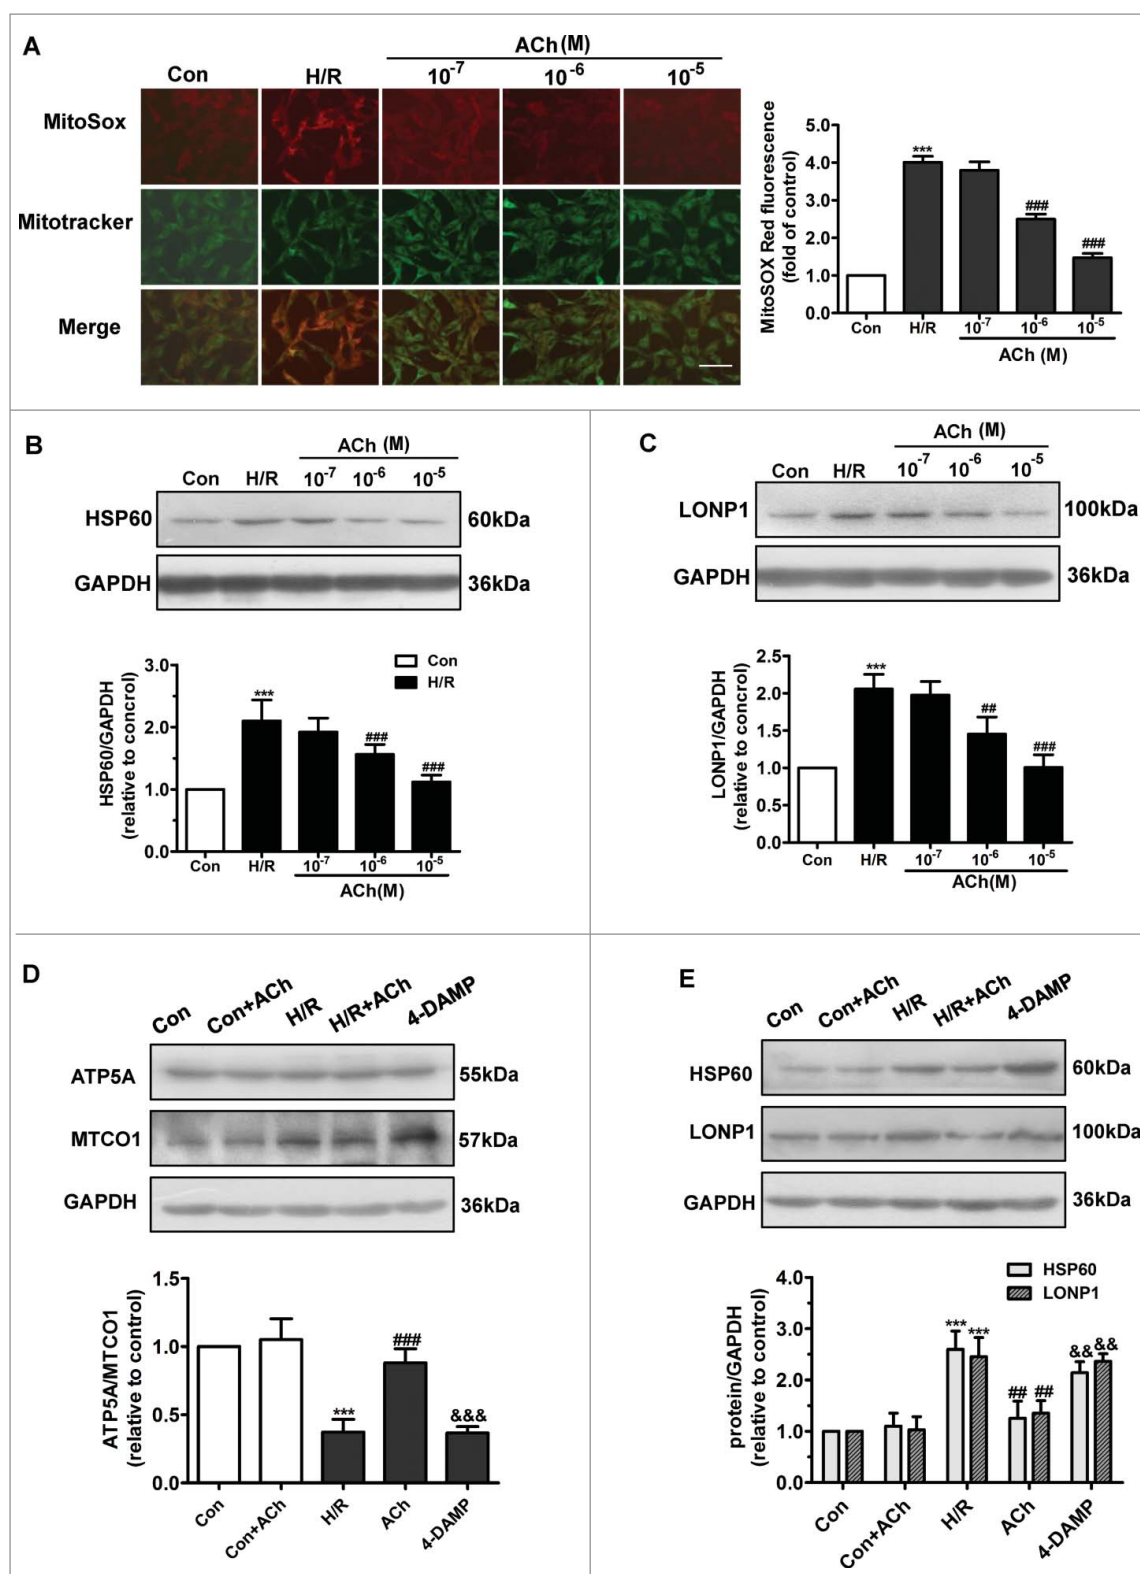 A
ACh (M)
Con H/R 10-7 10-6 10-5
MitoSox
Mitotracker
Merge
MitoSOX Red fluorescence
(fold of control)
5.0
4.0
3.0
2.0
1.0
0.0
*** ### ###
Con H/R 10-7 10-6 10-5
ACh (M)
B
ACh (M)
Con H/R 10-7 10-6 10-5
HSP60 60kDa
GAPDH 36kDa
HSP60/GAPDH
(relative to concrol)
3.0
2.0
1.0
0.0
Con
H/R
*** ### ###
Con H/R 10-7 10-6 10-5
ACh(M)
C
ACh (M)
Con H/R 10-7 10-6 10-5
LONP1 100kDa
GAPDH 36kDa
LONP1/GAPDH
(relative to concrol)
2.5
2.0
1.5
1.0
0.5
0.0
*** ## ###
Con H/R 10-7 10-6 10-5
ACh(M)
D
Con Con+ACh H/R H/R+ACh 4-DAMP
ATP5A 55kDa
MTCO1 57kDa
GAPDH 36kDa
ATP5A/MTCO1
(relative to control)
1.5
1.0
0.5
0.0
*** ### &&&
Con Con+ACh H/R ACh 4-DAMP
E
Con Con+ACh H/R H/R+ACh 4-DAMP
HSP60 60kDa
LONP1 100kDa
GAPDH 36kDa
protein/GAPDH
(relative to control)
4.0
3.0
2.0
1.0
0.0
HSP60
LONP1
*** *** ## ## && &&
Con Con+ACh H/R ACh 4-DAMP